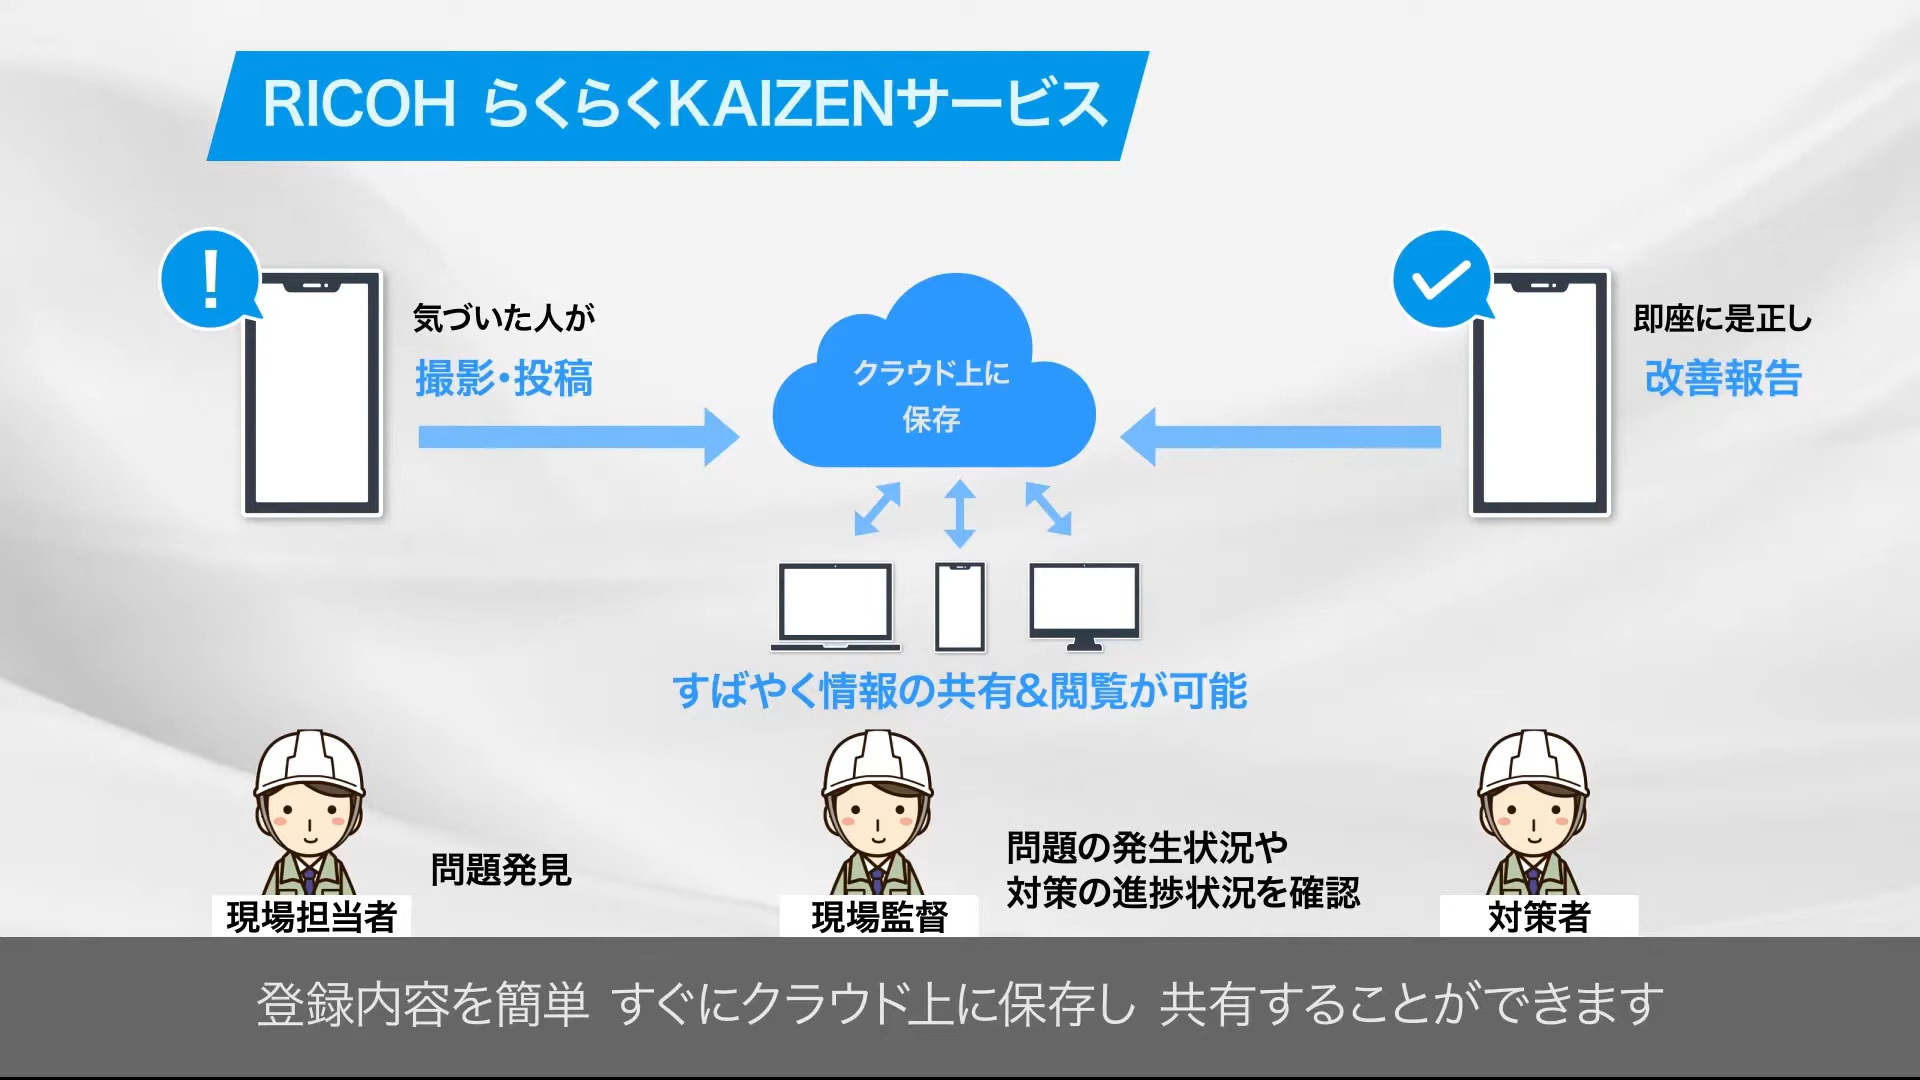 RICOH らくらくKAIZENサービス
!
気づいた人が
撮影・投稿
クラウド上に
保存
即座に是正し
改善報告
すばやく情報の共有&閲覧が可能
問題発見
現場担当者
問題の発生状況や
対策の進捗状況を確認
現場監督
対策者
登録内容を簡単 すぐにクラウド上に保存し 共有することができます